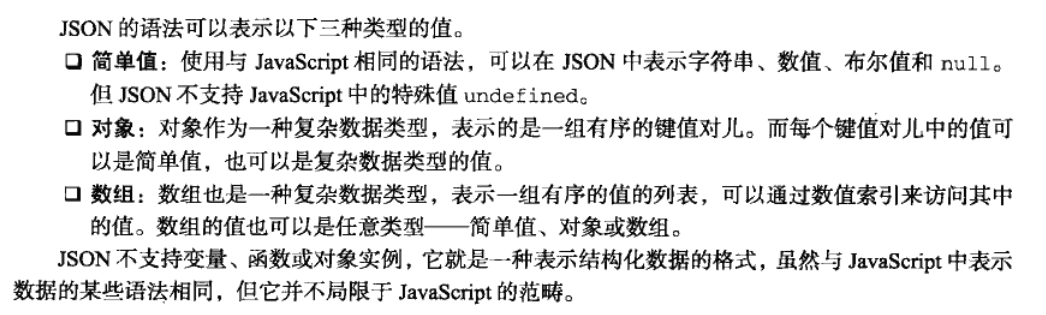 JSON 的语法可以表示以下三种类型的值。
❑ 简单值：使用与 JavaScript 相同的语法，可以在 JSON 中表示字符串、数值、布尔值和 null。
但 JSON 不支持 JavaScript 中的特殊值 undefined。
❑ 对象：对象作为一种复杂数据类型，表示的是一组有序的键值对儿。而每个键值对儿中的值可
以是简单值，也可以是复杂数据类型的值。
❑ 数组：数组也是一种复杂数据类型，表示一组有序的值的列表，可以通过数值索引来访问其中
的值。数组的值也可以是任意类型——简单值、对象或数组。
JSON 不支持变量、函数或对象实例，它就是一种表示结构化数据的格式，虽然与 JavaScript 中表示
数据的某些语法相同，但它并不局限于 JavaScript 的范畴。